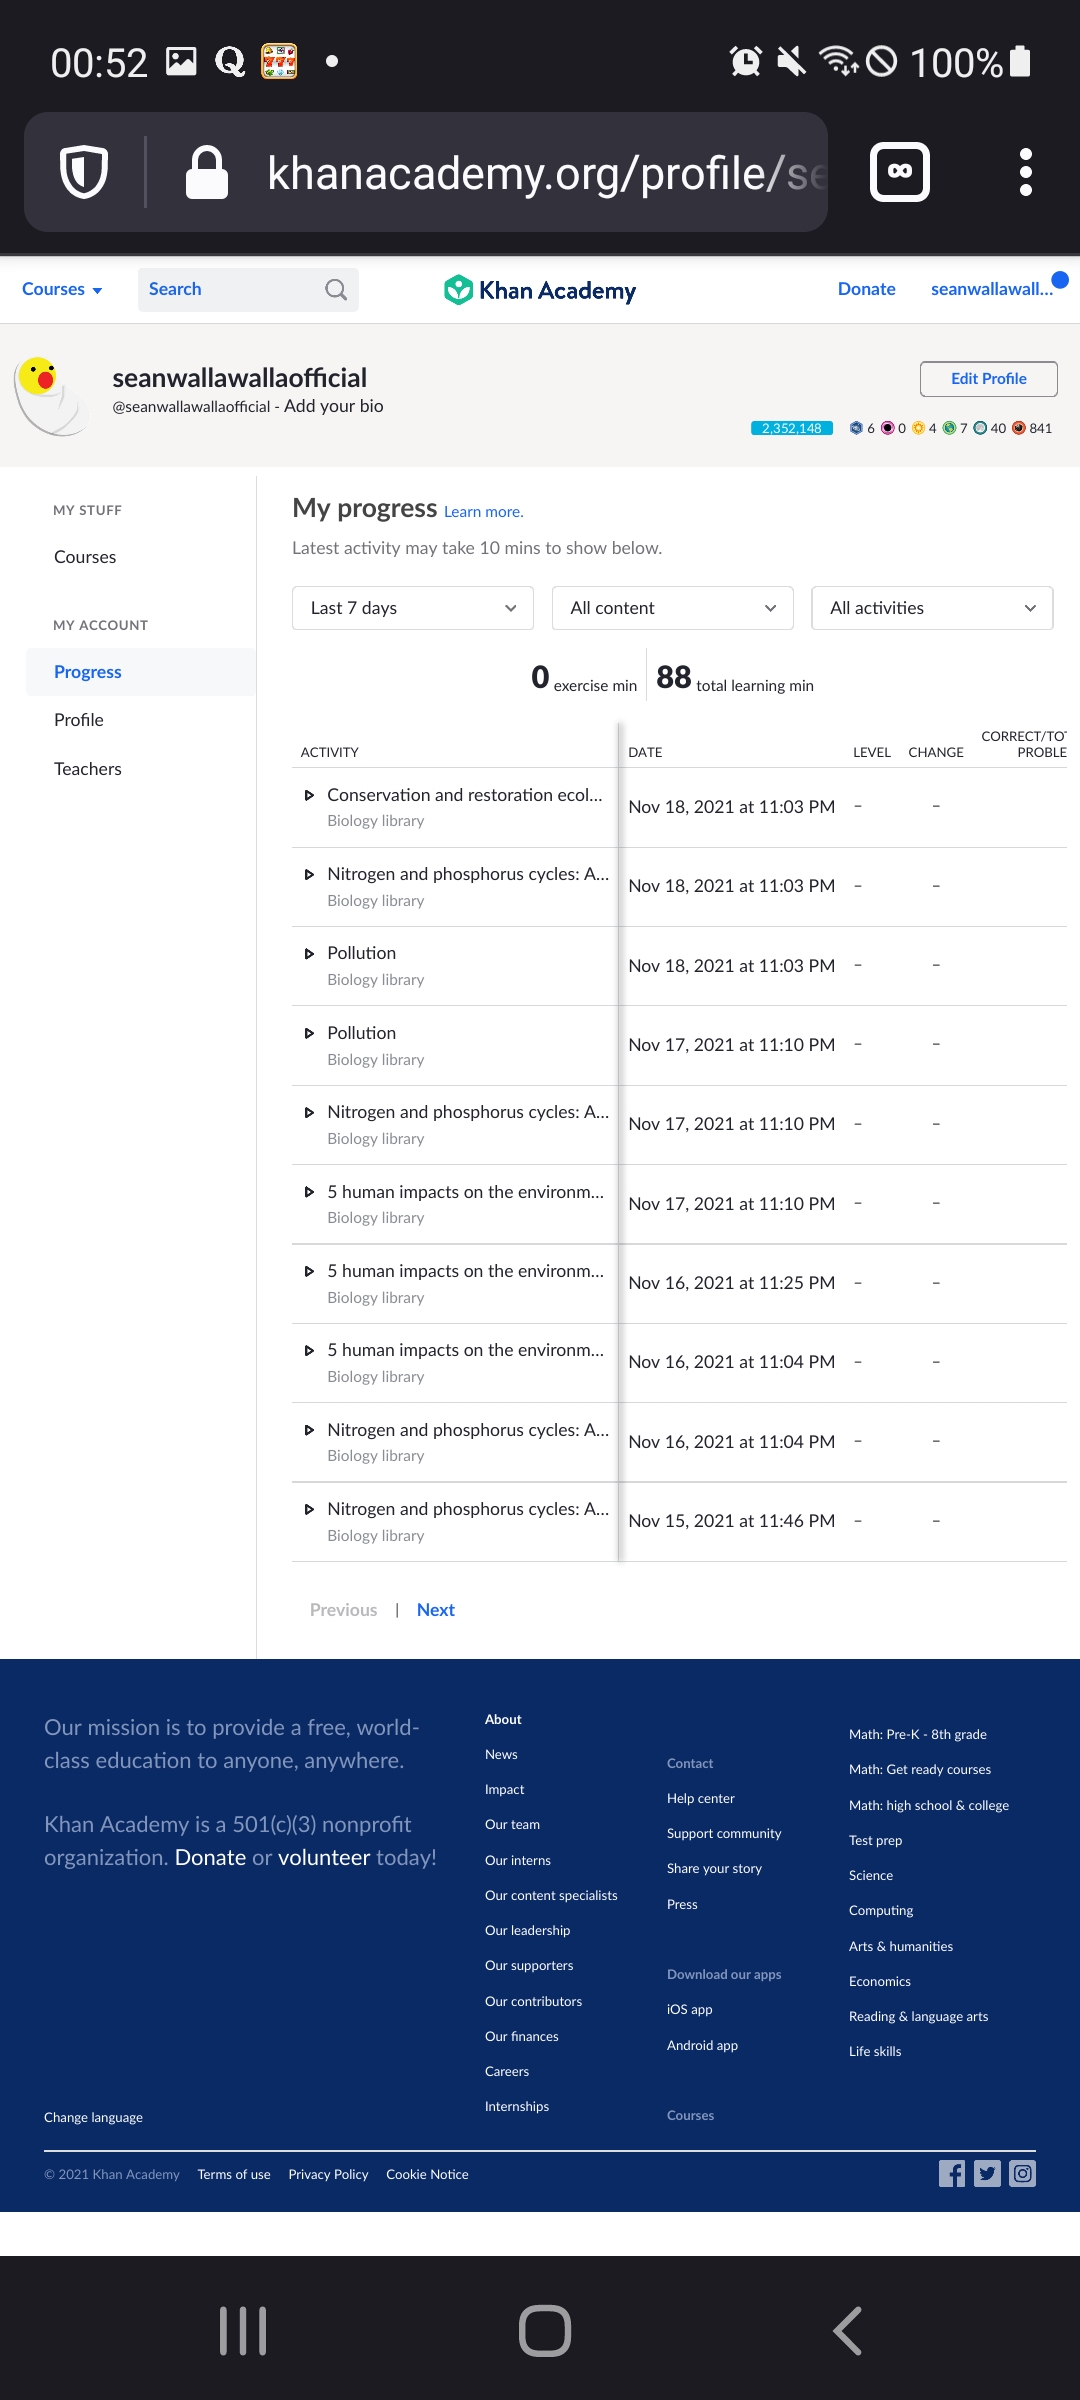 00:52
100%
khanacademy.org/profile/se
Courses
Search
Khan Academy
Donate
seanwallawall...
seanwallawallaofficial
@seanwallawallaofficial - Add your bio
Edit Profile
2,352,148 6 0 4 7 40 841
MY STUFF
Courses
MY ACCOUNT
Progress
Profile
Teachers
My progress Learn more.
Latest activity may take 10 mins to show below.
Last 7 days
All content
All activities
0 exercise min
88 total learning min
ACTIVITY DATE LEVEL CHANGE CORRECT/TOT
PROBLE
Conservation and restoration ecol... Nov 18, 2021 at 11:03 PM – –
Biology library
Nitrogen and phosphorus cycles: A... Nov 18, 2021 at 11:03 PM – –
Biology library
Pollution Nov 18, 2021 at 11:03 PM – –
Biology library
Pollution Nov 17, 2021 at 11:10 PM – –
Biology library
Nitrogen and phosphorus cycles: A... Nov 17, 2021 at 11:10 PM – –
Biology library
5 human impacts on the environm... Nov 17, 2021 at 11:10 PM – –
Biology library
5 human impacts on the environm... Nov 16, 2021 at 11:25 PM – –
Biology library
5 human impacts on the environm... Nov 16, 2021 at 11:04 PM – –
Biology library
Nitrogen and phosphorus cycles: A... Nov 16, 2021 at 11:04 PM – –
Biology library
Nitrogen and phosphorus cycles: A... Nov 15, 2021 at 11:46 PM – –
Biology library
Previous | Next
Our mission is to provide a free, world-
class education to anyone, anywhere.
Khan Academy is a 501(c)(3) nonprofit
organization. Donate or volunteer today!
Change language
About
News
Impact
Our team
Our interns
Our content specialists
Our leadership
Our supporters
Our contributors
Our finances
Careers
Internships
Contact
Help center
Support community
Share your story
Press
Download our apps
iOS app
Android app
Courses
Math: Pre-K - 8th grade
Math: Get ready courses
Math: high school & college
Test prep
Science
Computing
Arts & humanities
Economics
Reading & language arts
Life skills
© 2021 Khan Academy Terms of use Privacy Policy Cookie Notice